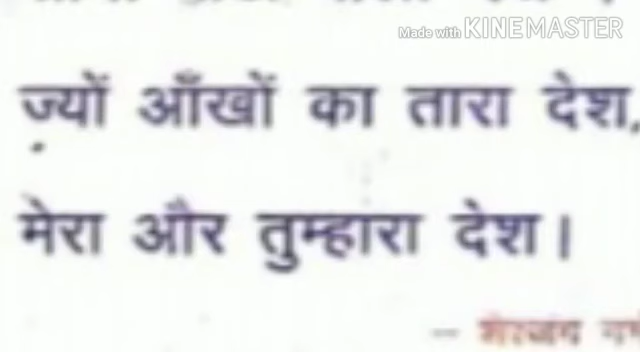 Made with KINEMASTER
ज्यों आँखों का तारा देश,
मेरा और तुम्हारा देश।